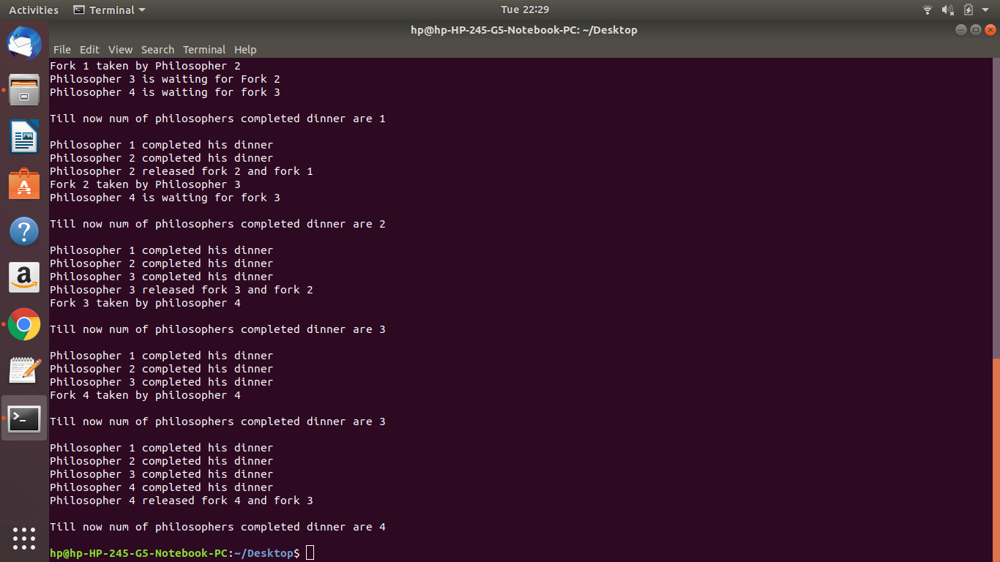 Activities Terminal Tue 22:29
hp@hp-HP-245-G5-Notebook-PC: ~/Desktop
File Edit View Search Terminal Help
Fork 1 taken by Philosopher 2
Philosopher 3 is waiting for Fork 2
Philosopher 4 is waiting for fork 3
Till now num of philosophers completed dinner are 1
Philosopher 1 completed his dinner
Philosopher 2 completed his dinner
Philosopher 2 released fork 2 and fork 1
Fork 2 taken by Philosopher 3
Philosopher 4 is waiting for fork 3
Till now num of philosophers completed dinner are 2
Philosopher 1 completed his dinner
Philosopher 2 completed his dinner
Philosopher 3 completed his dinner
Philosopher 3 released fork 3 and fork 2
Fork 3 taken by philosopher 4
Till now num of philosophers completed dinner are 3
Philosopher 1 completed his dinner
Philosopher 2 completed his dinner
Philosopher 3 completed his dinner
Fork 4 taken by philosopher 4
Till now num of philosophers completed dinner are 3
Philosopher 1 completed his dinner
Philosopher 2 completed his dinner
Philosopher 3 completed his dinner
Philosopher 4 completed his dinner
Philosopher 4 released fork 4 and fork 3
Till now num of philosophers completed dinner are 4
hp@hp-HP-245-G5-Notebook-PC:~/Desktop$